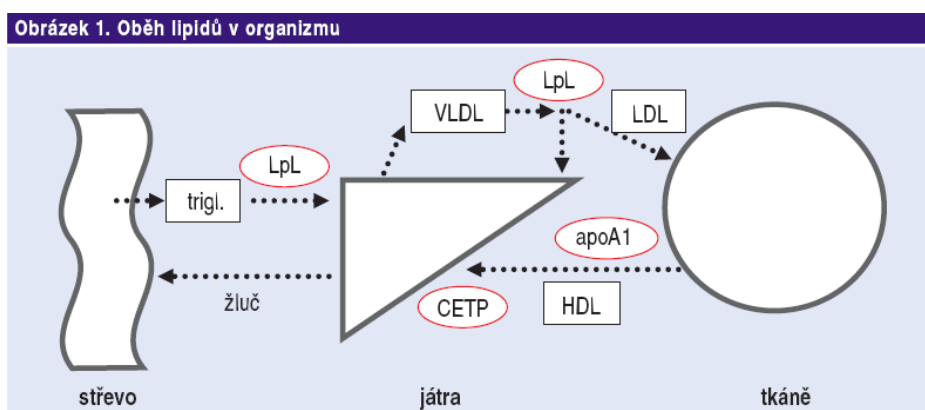 Obrázek 1. Oběh lipidů v organizmu
LpL
VLDL
LDL
LpL
trigl.
apoA1
žluč
CETP
HDL
střevo
játra
tkáně